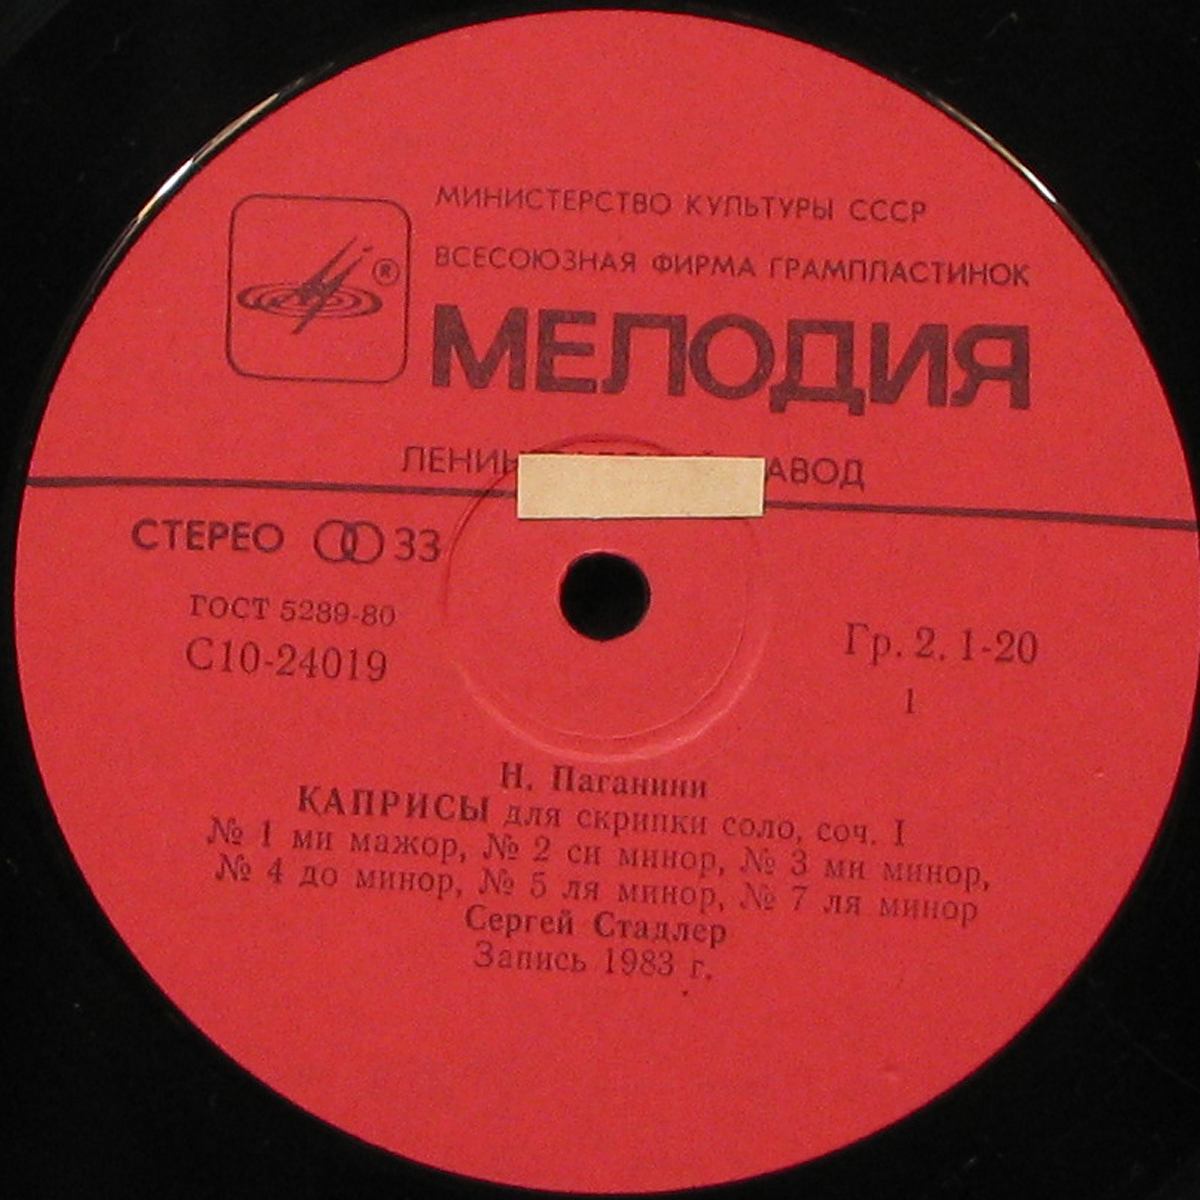 МИНИСТЕРСТВО КУЛЬТУРЫ СССР
ВСЕСОЮЗНАЯ ФИРМА ГРАМПЛАСТИНОК
®
МЕЛОДИЯ
СТЕРЕО 33
ГОСТ 5289-80
С10-24019
Гр. 2. 1-20
1
Н. Паганини
КАПРИСЫ для скрипки соло, соч. I
№ 1 ми мажор, № 2 си минор, № 3 ми минор,
№ 4 до минор, № 5 ля минор, № 7 ля минор
Сергей Стадлер
Запись 1983 г.